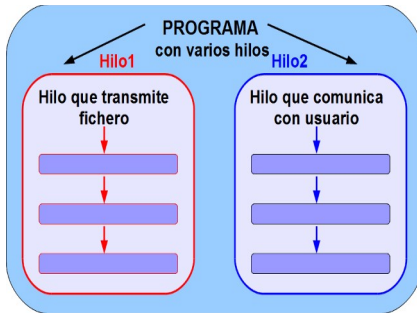 PROGRAMA
con varios hilos
Hilo1
Hilo2
Hilo que transmite
fichero
Hilo que comunica
con usuario